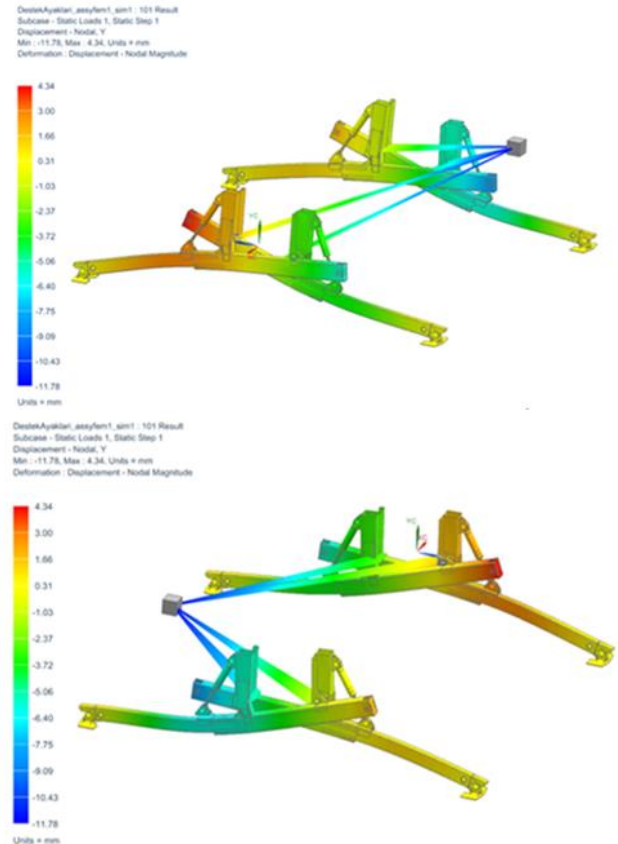 DestekAyaklari_assyfem1_sim1 : 101 Result
Subcase - Static Loads 1, Static Step 1
Displacement - Nodal, Y
Min : -11.78, Max : 4.34, Units = mm
Deformation : Displacement - Nodal Magnitude
4.34
3.00
1.66
0.31
-1.03
-2.37
-3.72
-5.06
-6.40
-7.75
-9.09
-10.43
-11.78
Units = mm
YC
DestekAyaklari_assyfem1_sim1 : 101 Result
Subcase - Static Loads 1, Static Step 1
Displacement - Nodal, Y
Min : -11.78, Max : 4.34, Units = mm
Deformation : Displacement - Nodal Magnitude
4.34
3.00
1.66
0.31
-1.03
-2.37
-3.72
-5.06
-6.40
-7.75
-9.09
-10.43
-11.78
Units = mm
YC